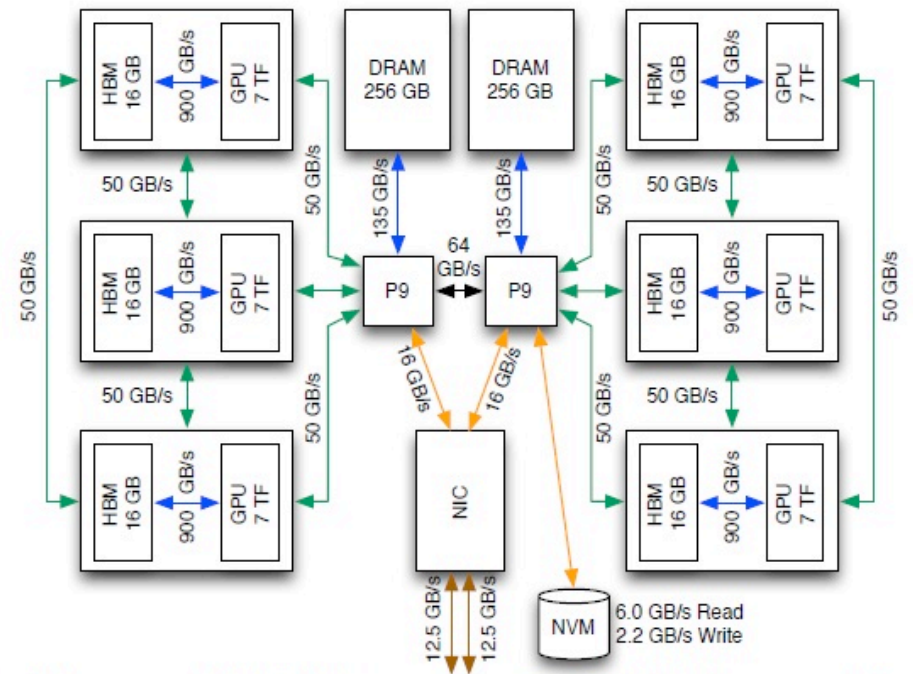 HBM
16 GB
900 GB/s
GPU
7 TF
DRAM
256 GB
DRAM
256 GB
HBM
16 GB
900 GB/s
GPU
7 TF
50 GB/s
50 GB/s
135 GB/s
135 GB/s
50 GB/s
50 GB/s
50 GB/s
HBM
16 GB
900 GB/s
GPU
7 TF
P9
64
GB/s
P9
HBM
16 GB
900 GB/s
GPU
7 TF
50 GB/s
50 GB/s
50 GB/s
16 GB/s
16 GB/s
50 GB/s
50 GB/s
HBM
16 GB
900 GB/s
GPU
7 TF
NIC
HBM
16 GB
900 GB/s
GPU
7 TF
12.5 GB/s
12.5 GB/s
NVM
6.0 GB/s Read
2.2 GB/s Write